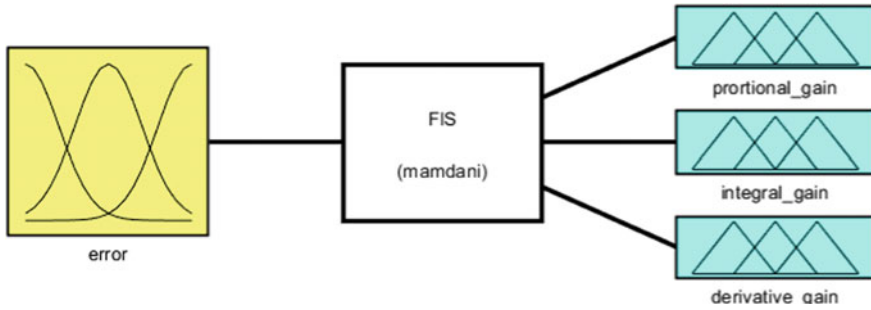 error
FIS
(mamdani)
prortional_gain
integral_gain
derivative_gain